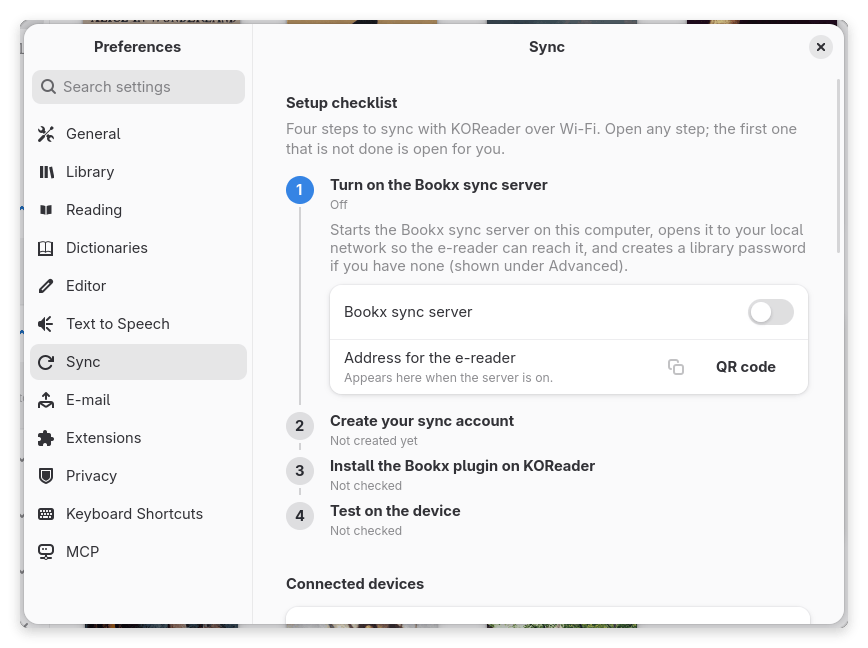 Preferences
Search settings
General
Library
Reading
Dictionaries
Editor
Text to Speech
Sync
E-mail
Extensions
Privacy
Keyboard Shortcuts
MCP
Sync
Setup checklist
Four steps to sync with KOReader over Wi-Fi. Open any step; the first one
that is not done is open for you.
1 Turn on the Bookx sync server
Off
Starts the Bookx sync server on this computer, opens it to your local
network so the e-reader can reach it, and creates a library password
if you have none (shown under Advanced).
Bookx sync server
Address for the e-reader
Appears here when the server is on.
QR code
2 Create your sync account
Not created yet
3 Install the Bookx plugin on KOReader
Not checked
4 Test on the device
Not checked
Connected devices